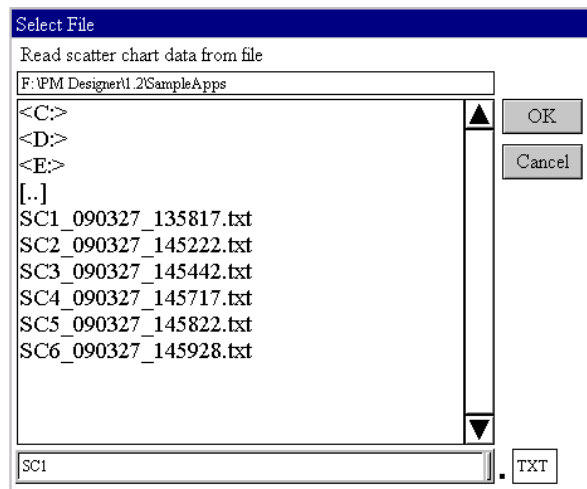 Select File
Read scatter chart data from file
F:\PM Designer\1.2\SampleApps
<C:>
<D:>
<E:>
[..]
SC1_090327_135817.txt
SC2_090327_145222.txt
SC3_090327_145442.txt
SC4_090327_145717.txt
SC5_090327_145822.txt
SC6_090327_145928.txt
OK
Cancel
SC1 . TXT